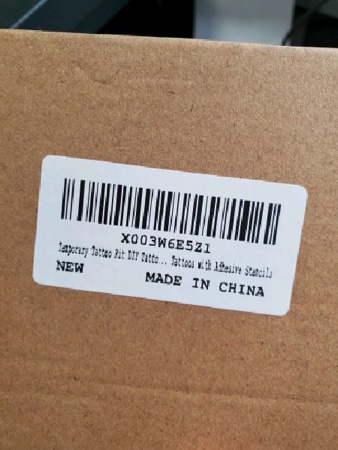 X003W6E5Z1
Temporary Tattoo Kit DIY Tatto... Tattoos with Adhesive Stencils
NEW
MADE IN CHINA